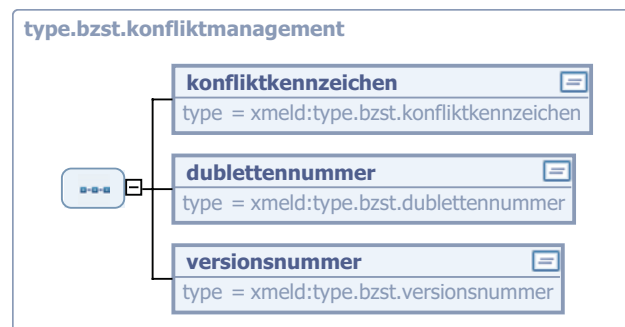 type.bzst.konfliktmanagement
konfliktkennzeichen
type = xmeld:type.bzst.konfliktkennzeichen
dublettennummer
type = xmeld:type.bzst.dublettennummer
versionsnummer
type = xmeld:type.bzst.versionsnummer